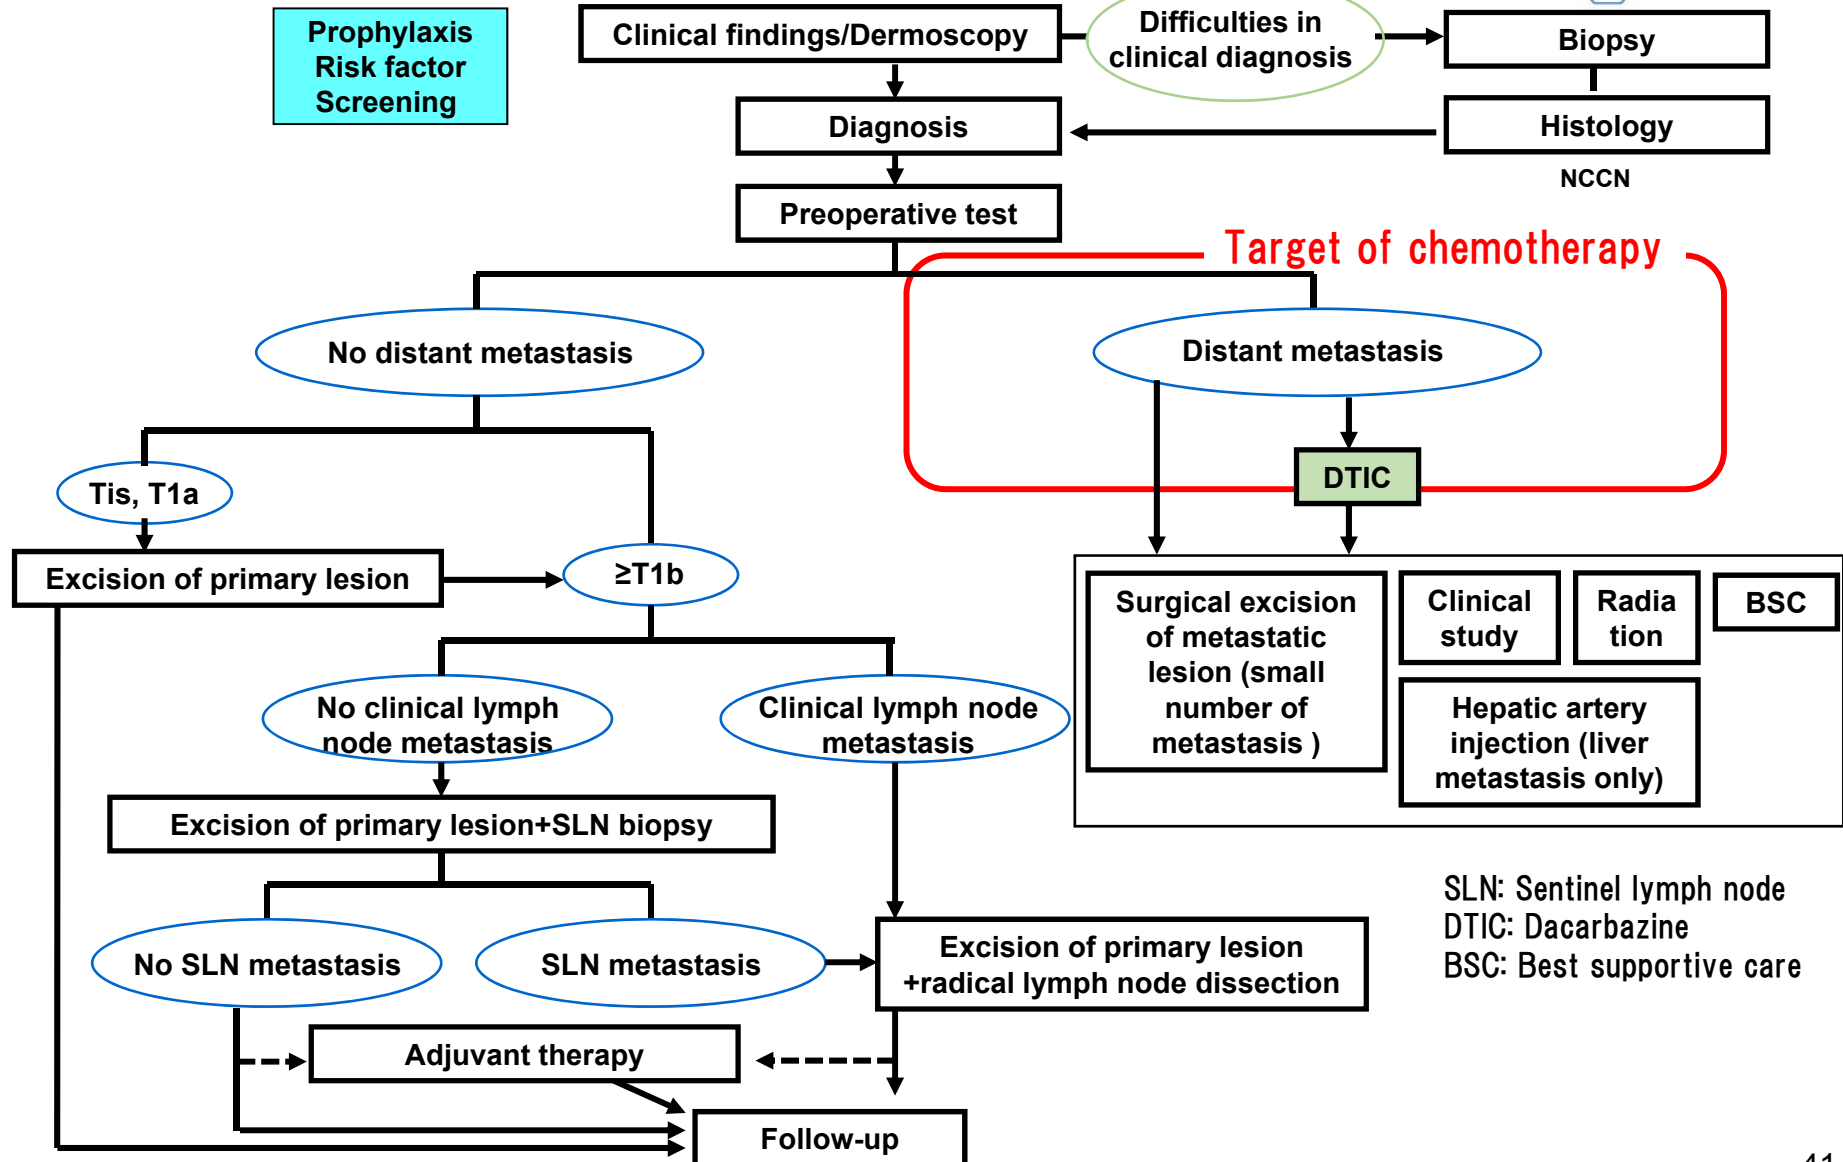 Prophylaxis
Risk factor
Screening
Clinical findings/Dermoscopy
Difficulties in
clinical diagnosis
Biopsy
Diagnosis
Histology
NCCN
Preoperative test
Target of chemotherapy
No distant metastasis
Distant metastasis
Tis, T1a
DTIC
Excision of primary lesion
≥T1b
Surgical excision
of metastatic
lesion (small
number of
metastasis )
Clinical
study
Radia
tion
BSC
Hepatic artery
injection (liver
metastasis only)
No clinical lymph
node metastasis
Clinical lymph node
metastasis
Excision of primary lesion+SLN biopsy
SLN: Sentinel lymph node
DTIC: Dacarbazine
BSC: Best supportive care
No SLN metastasis
SLN metastasis
Excision of primary lesion
+radical lymph node dissection
Adjuvant therapy
Follow-up
41